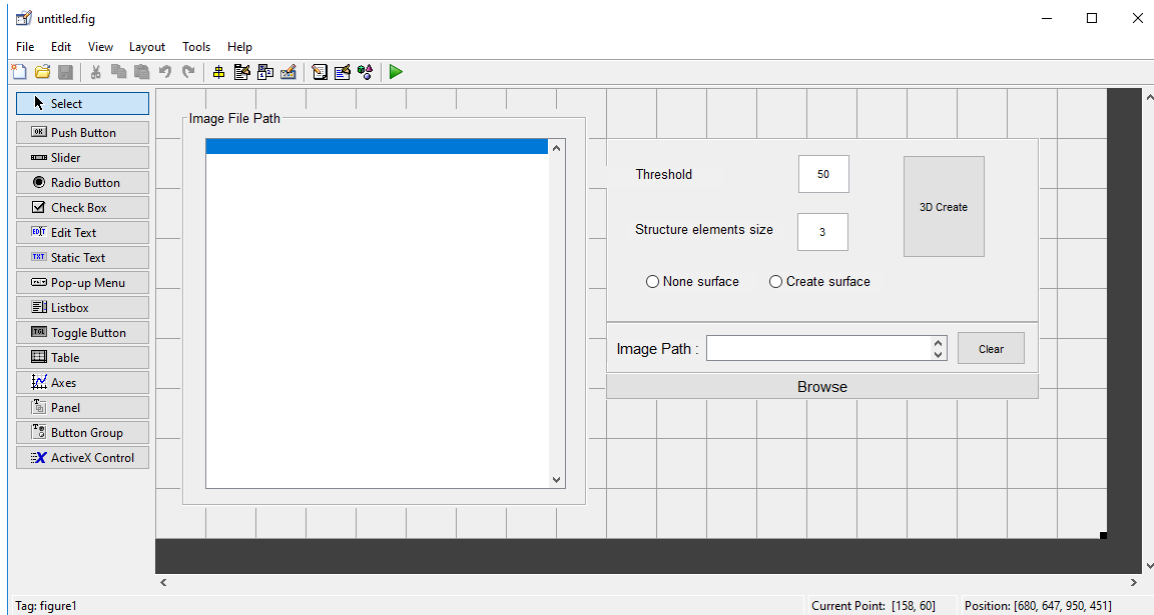 untitled.fig
File Edit View Layout Tools Help
Select
Push Button
Slider
Radio Button
Check Box
Edit Text
Static Text
Pop-up Menu
Listbox
Toggle Button
Table
Axes
Panel
Button Group
ActiveX Control
Image File Path
Threshold 50
3D Create
Structure elements size 3
None surface Create surface
Image Path : Clear
Browse
Tag: figure1 Current Point: [158, 60] Position: [680, 647, 950, 451]